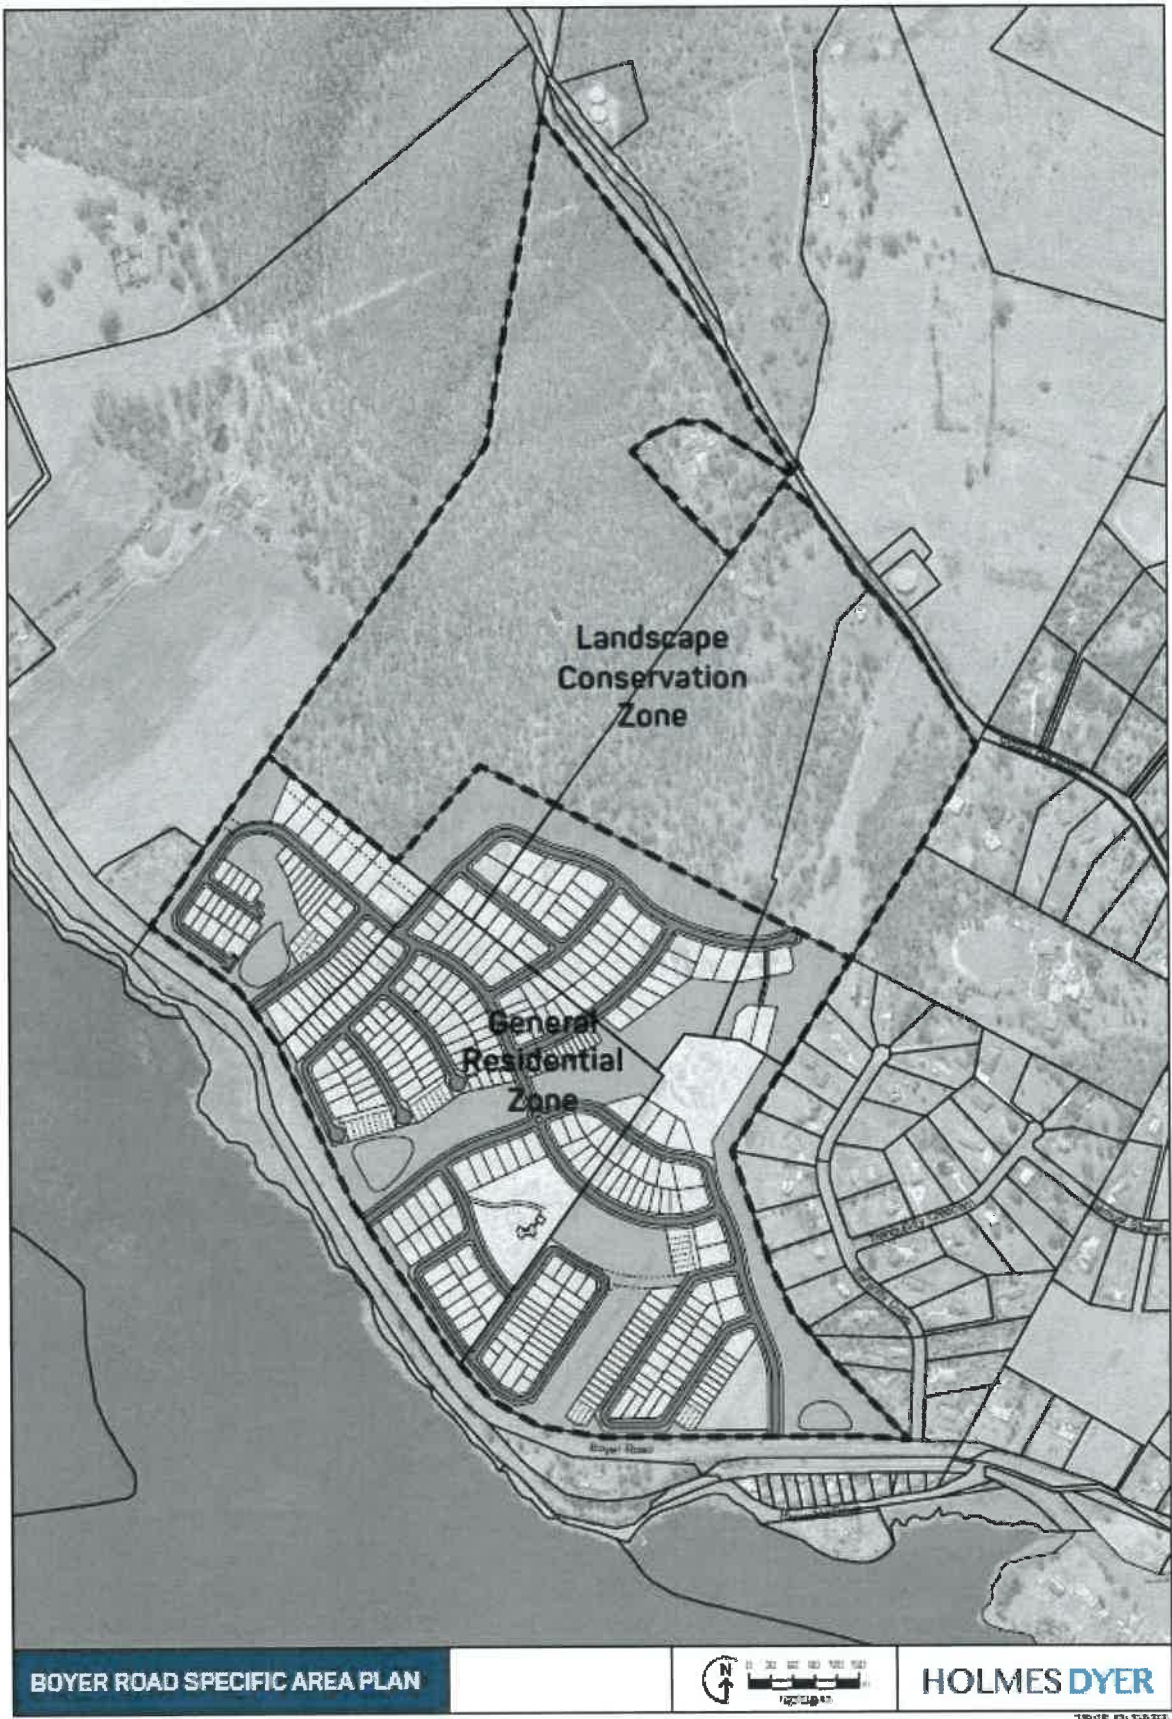 Landscape
Conservation
Zone
General
Residential
Zone
Boyer Road
BOYER ROAD SPECIFIC AREA PLAN
N
HOLMES DYER